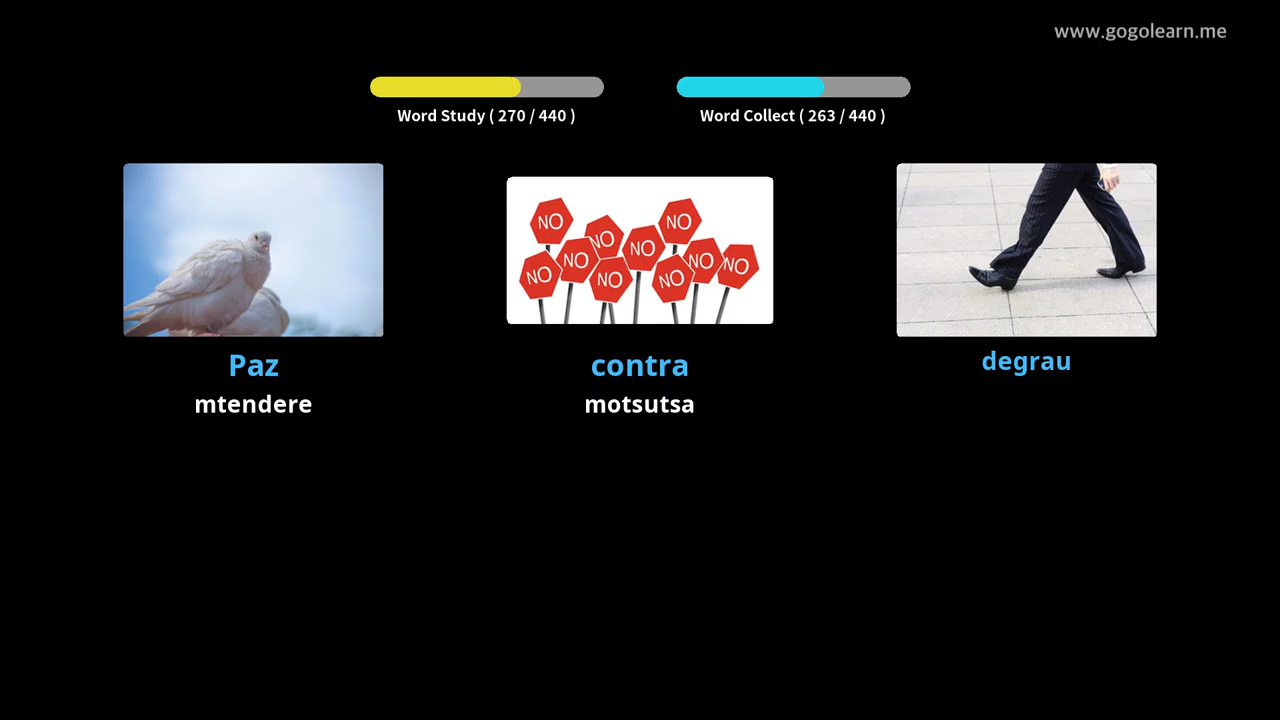 www.gogolearn.me
Word Study ( 270 / 440 )
Word Collect ( 263 / 440 )
NO
NO
NO
NO
NO
NO
NO
NO
NO
NO
Paz
mtendere
contra
motsutsa
degrau